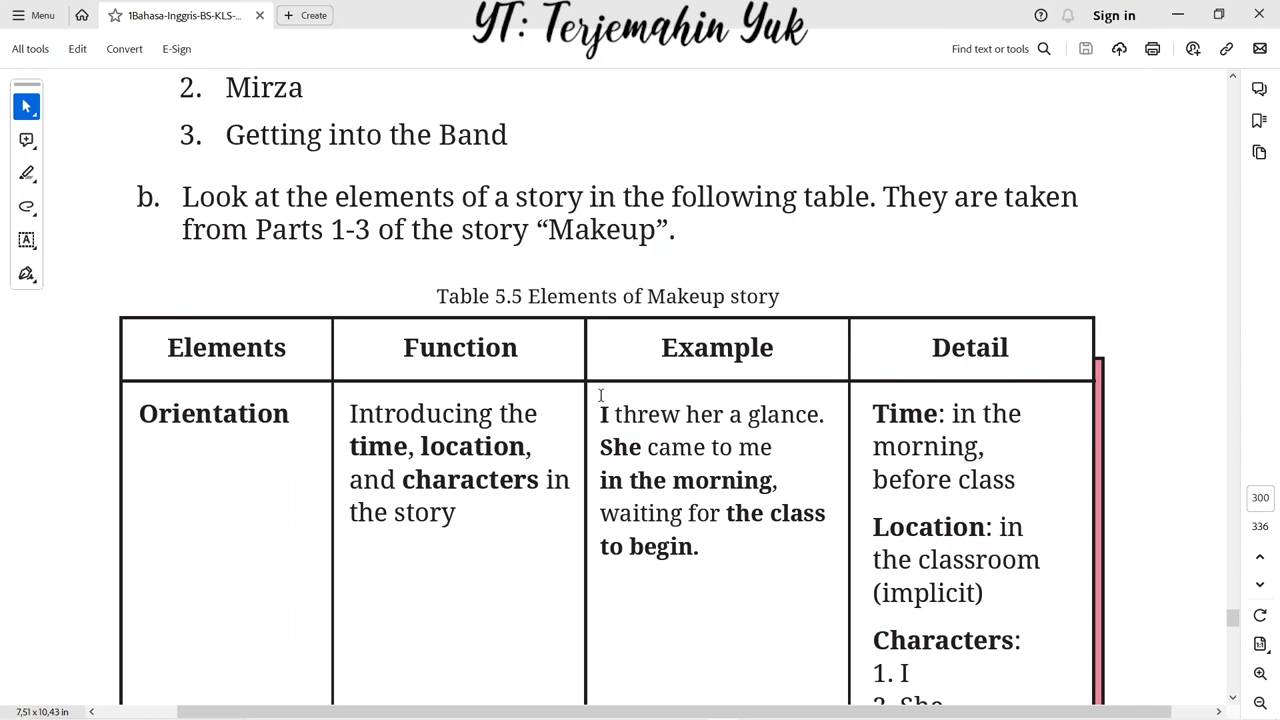 Menu
1Bahasa-Inggris-BS-KLS-...
Create
YT: Terjemahin Yuk
Sign in
All tools
Edit
Convert
E-Sign
Find text or tools
2. Mirza
3. Getting into the Band
b. Look at the elements of a story in the following table. They are taken
from Parts 1-3 of the story “Makeup”.
Table 5.5 Elements of Makeup story
Elements
Function
Example
Detail
Orientation
Introducing the
time, location,
and characters in
the story
I threw her a glance.
She came to me
in the morning,
waiting for the class
to begin.
Time: in the
morning,
before class
Location: in
the classroom
(implicit)
Characters:
1. I
2. She
300
336
7,51 x 10,43 in